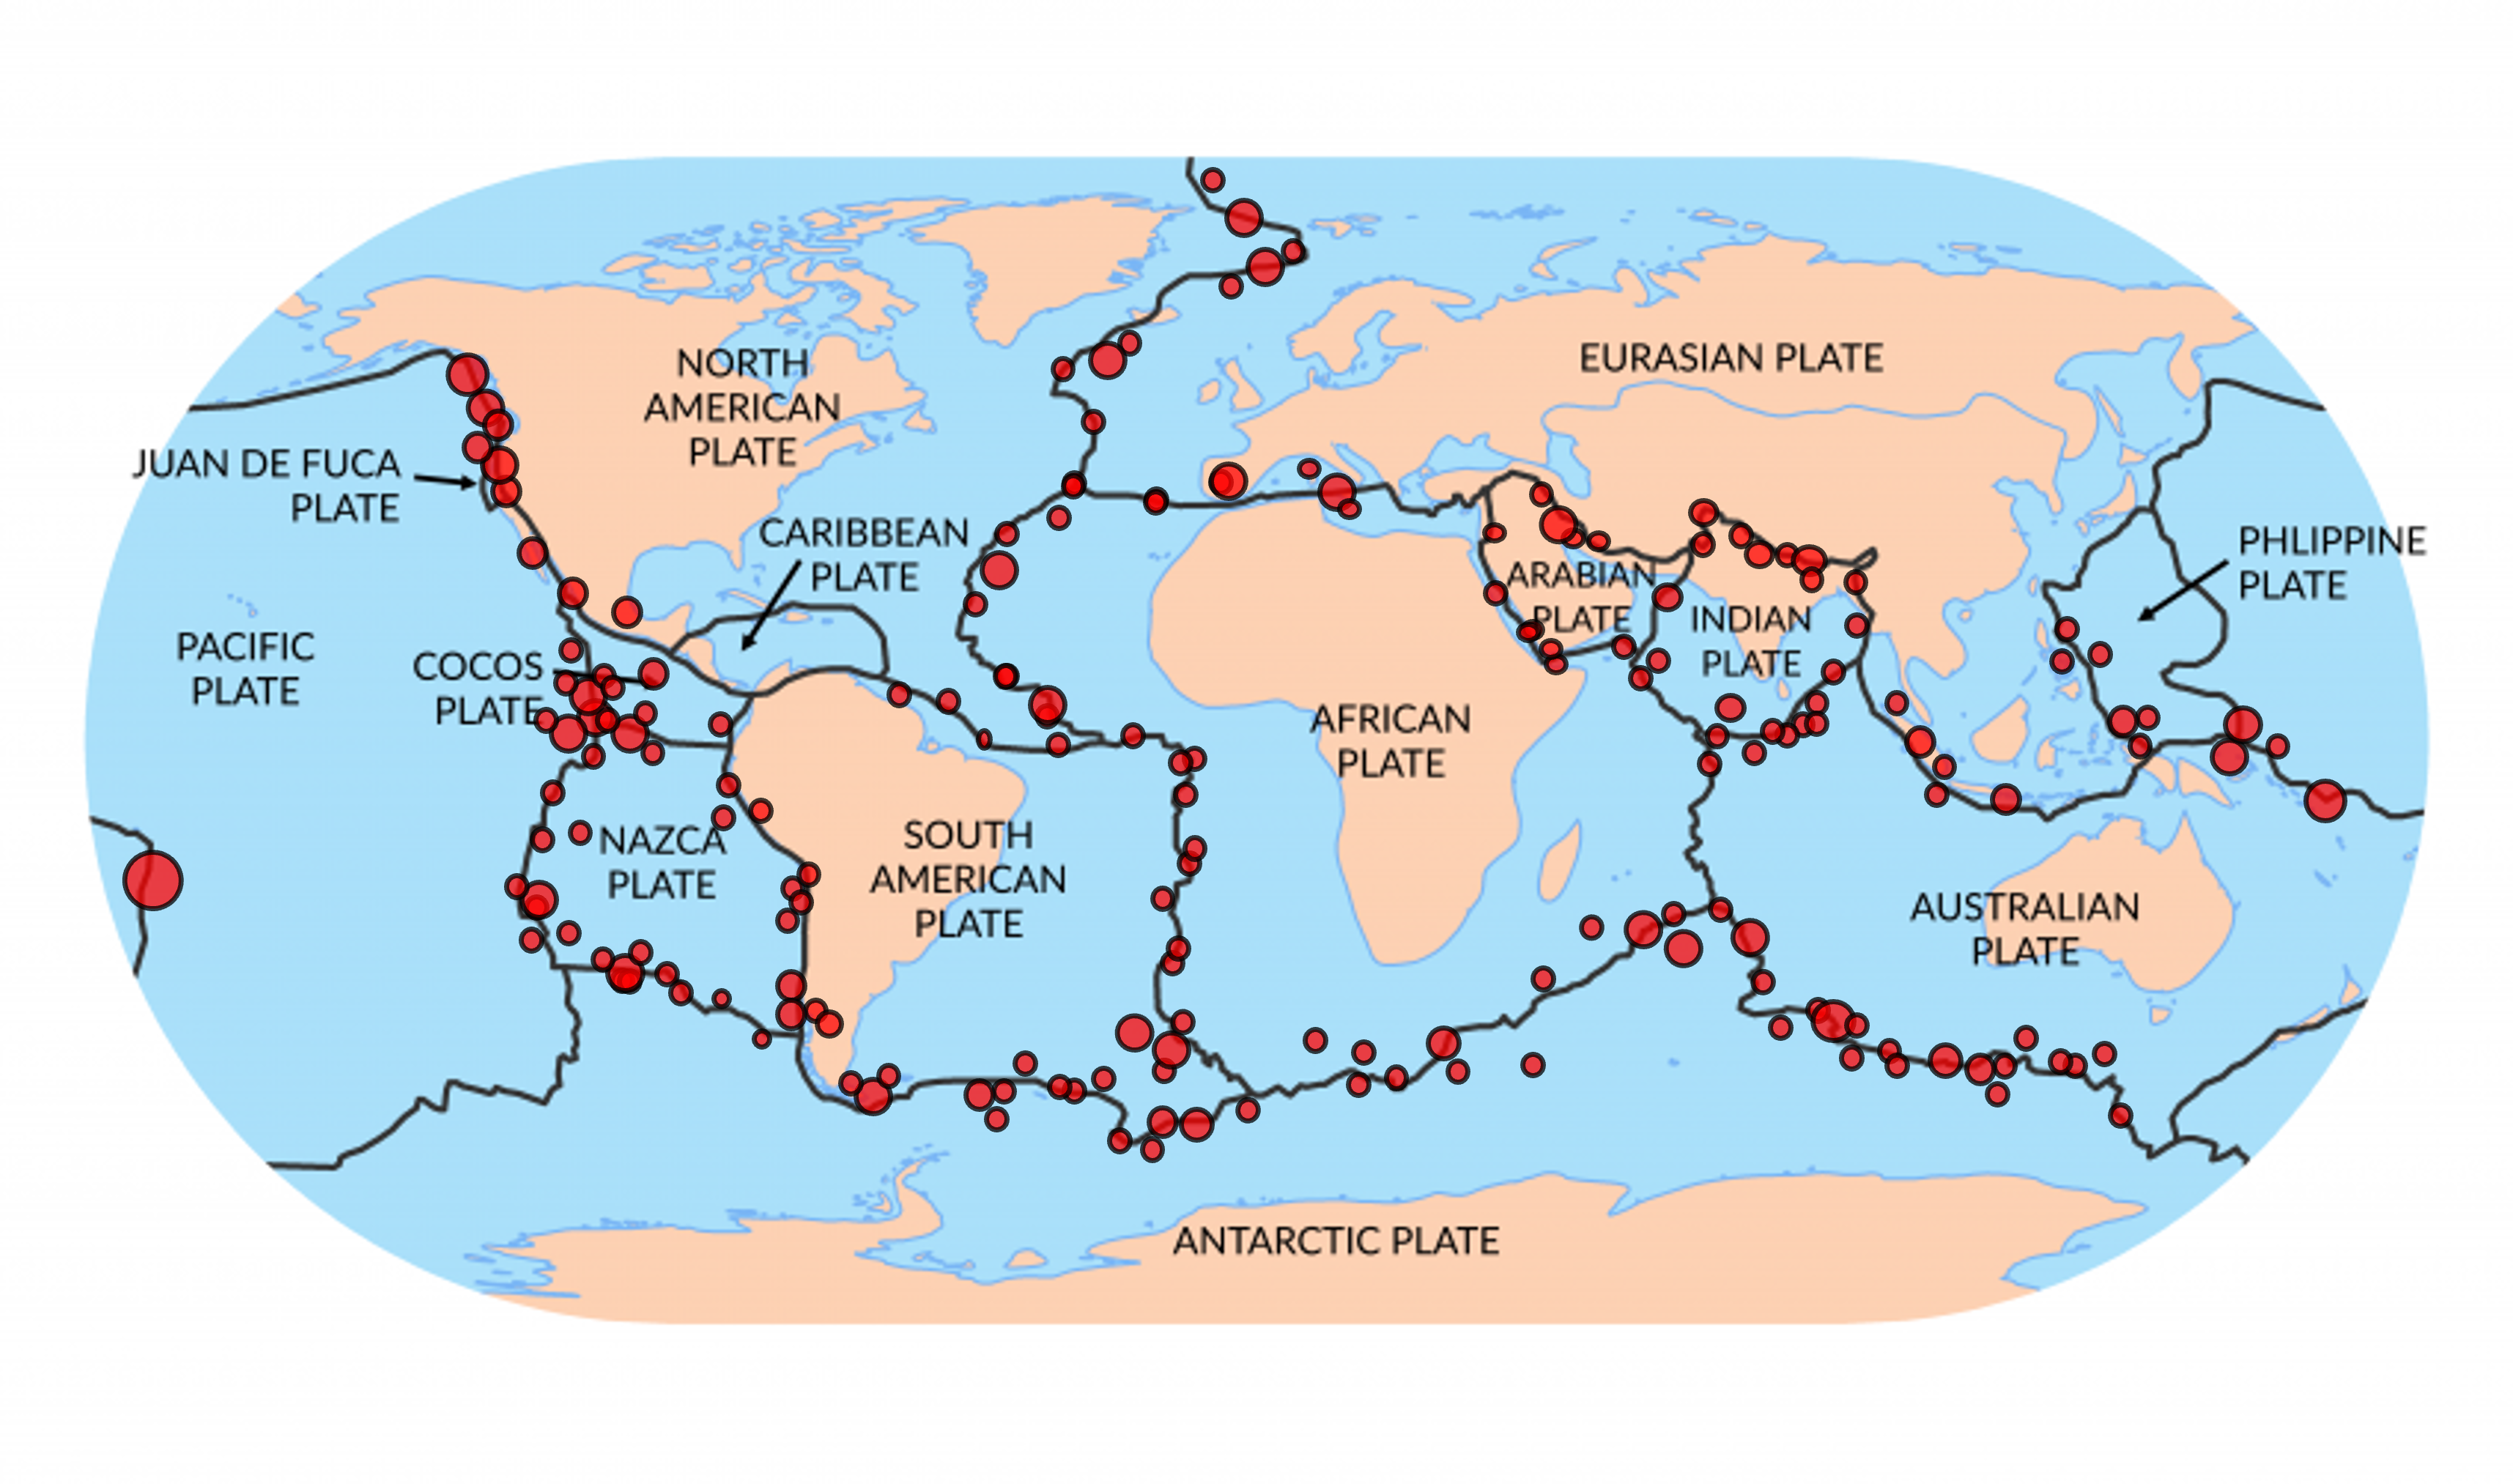 NORTH
AMERICAN
PLATE
EURASIAN PLATE
JUAN DE FUCA
PLATE
CARIBBEAN
PLATE
PHLIPPINE
PLATE
ARABIAN
PLATE
INDIAN
PLATE
PACIFIC
PLATE
COCOS
PLATE
AFRICAN
PLATE
NAZCA
PLATE
SOUTH
AMERICAN
PLATE
AUSTRALIAN
PLATE
ANTARCTIC PLATE